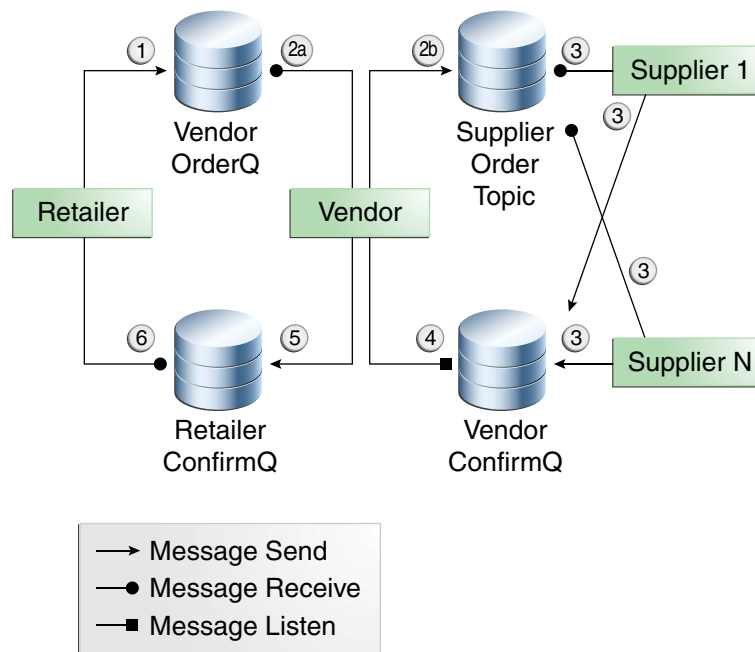 1
2a
2b
3
Supplier 1
Vendor
OrderQ
Supplier
Order
Topic
3
Retailer
Vendor
3
6
5
4
3
Supplier N
Retailer
ConfirmQ
Vendor
ConfirmQ
Message Send
Message Receive
Message Listen